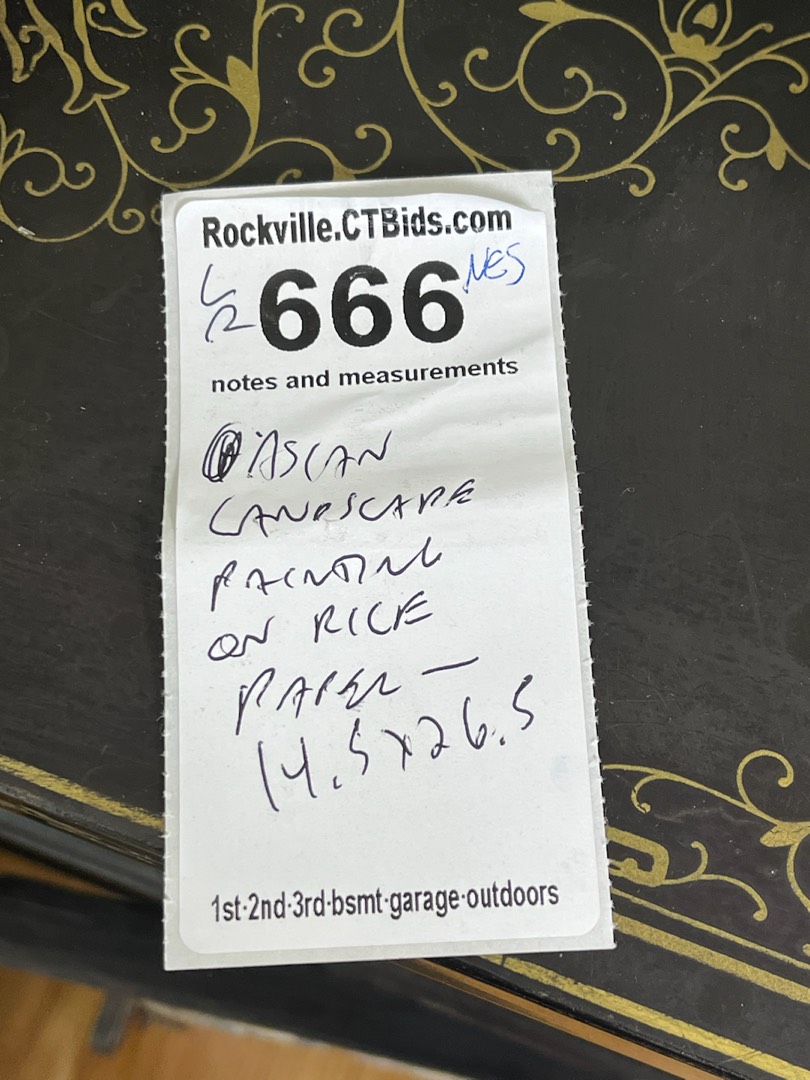 Rockville.CTBids.com
LR 666 NES
notes and measurements
ASIAN
LANDSCAPE
PAINTING
ON RICE
PAPER —
14.5x26.5
1st·2nd·3rd·bsmt·garage·outdoors